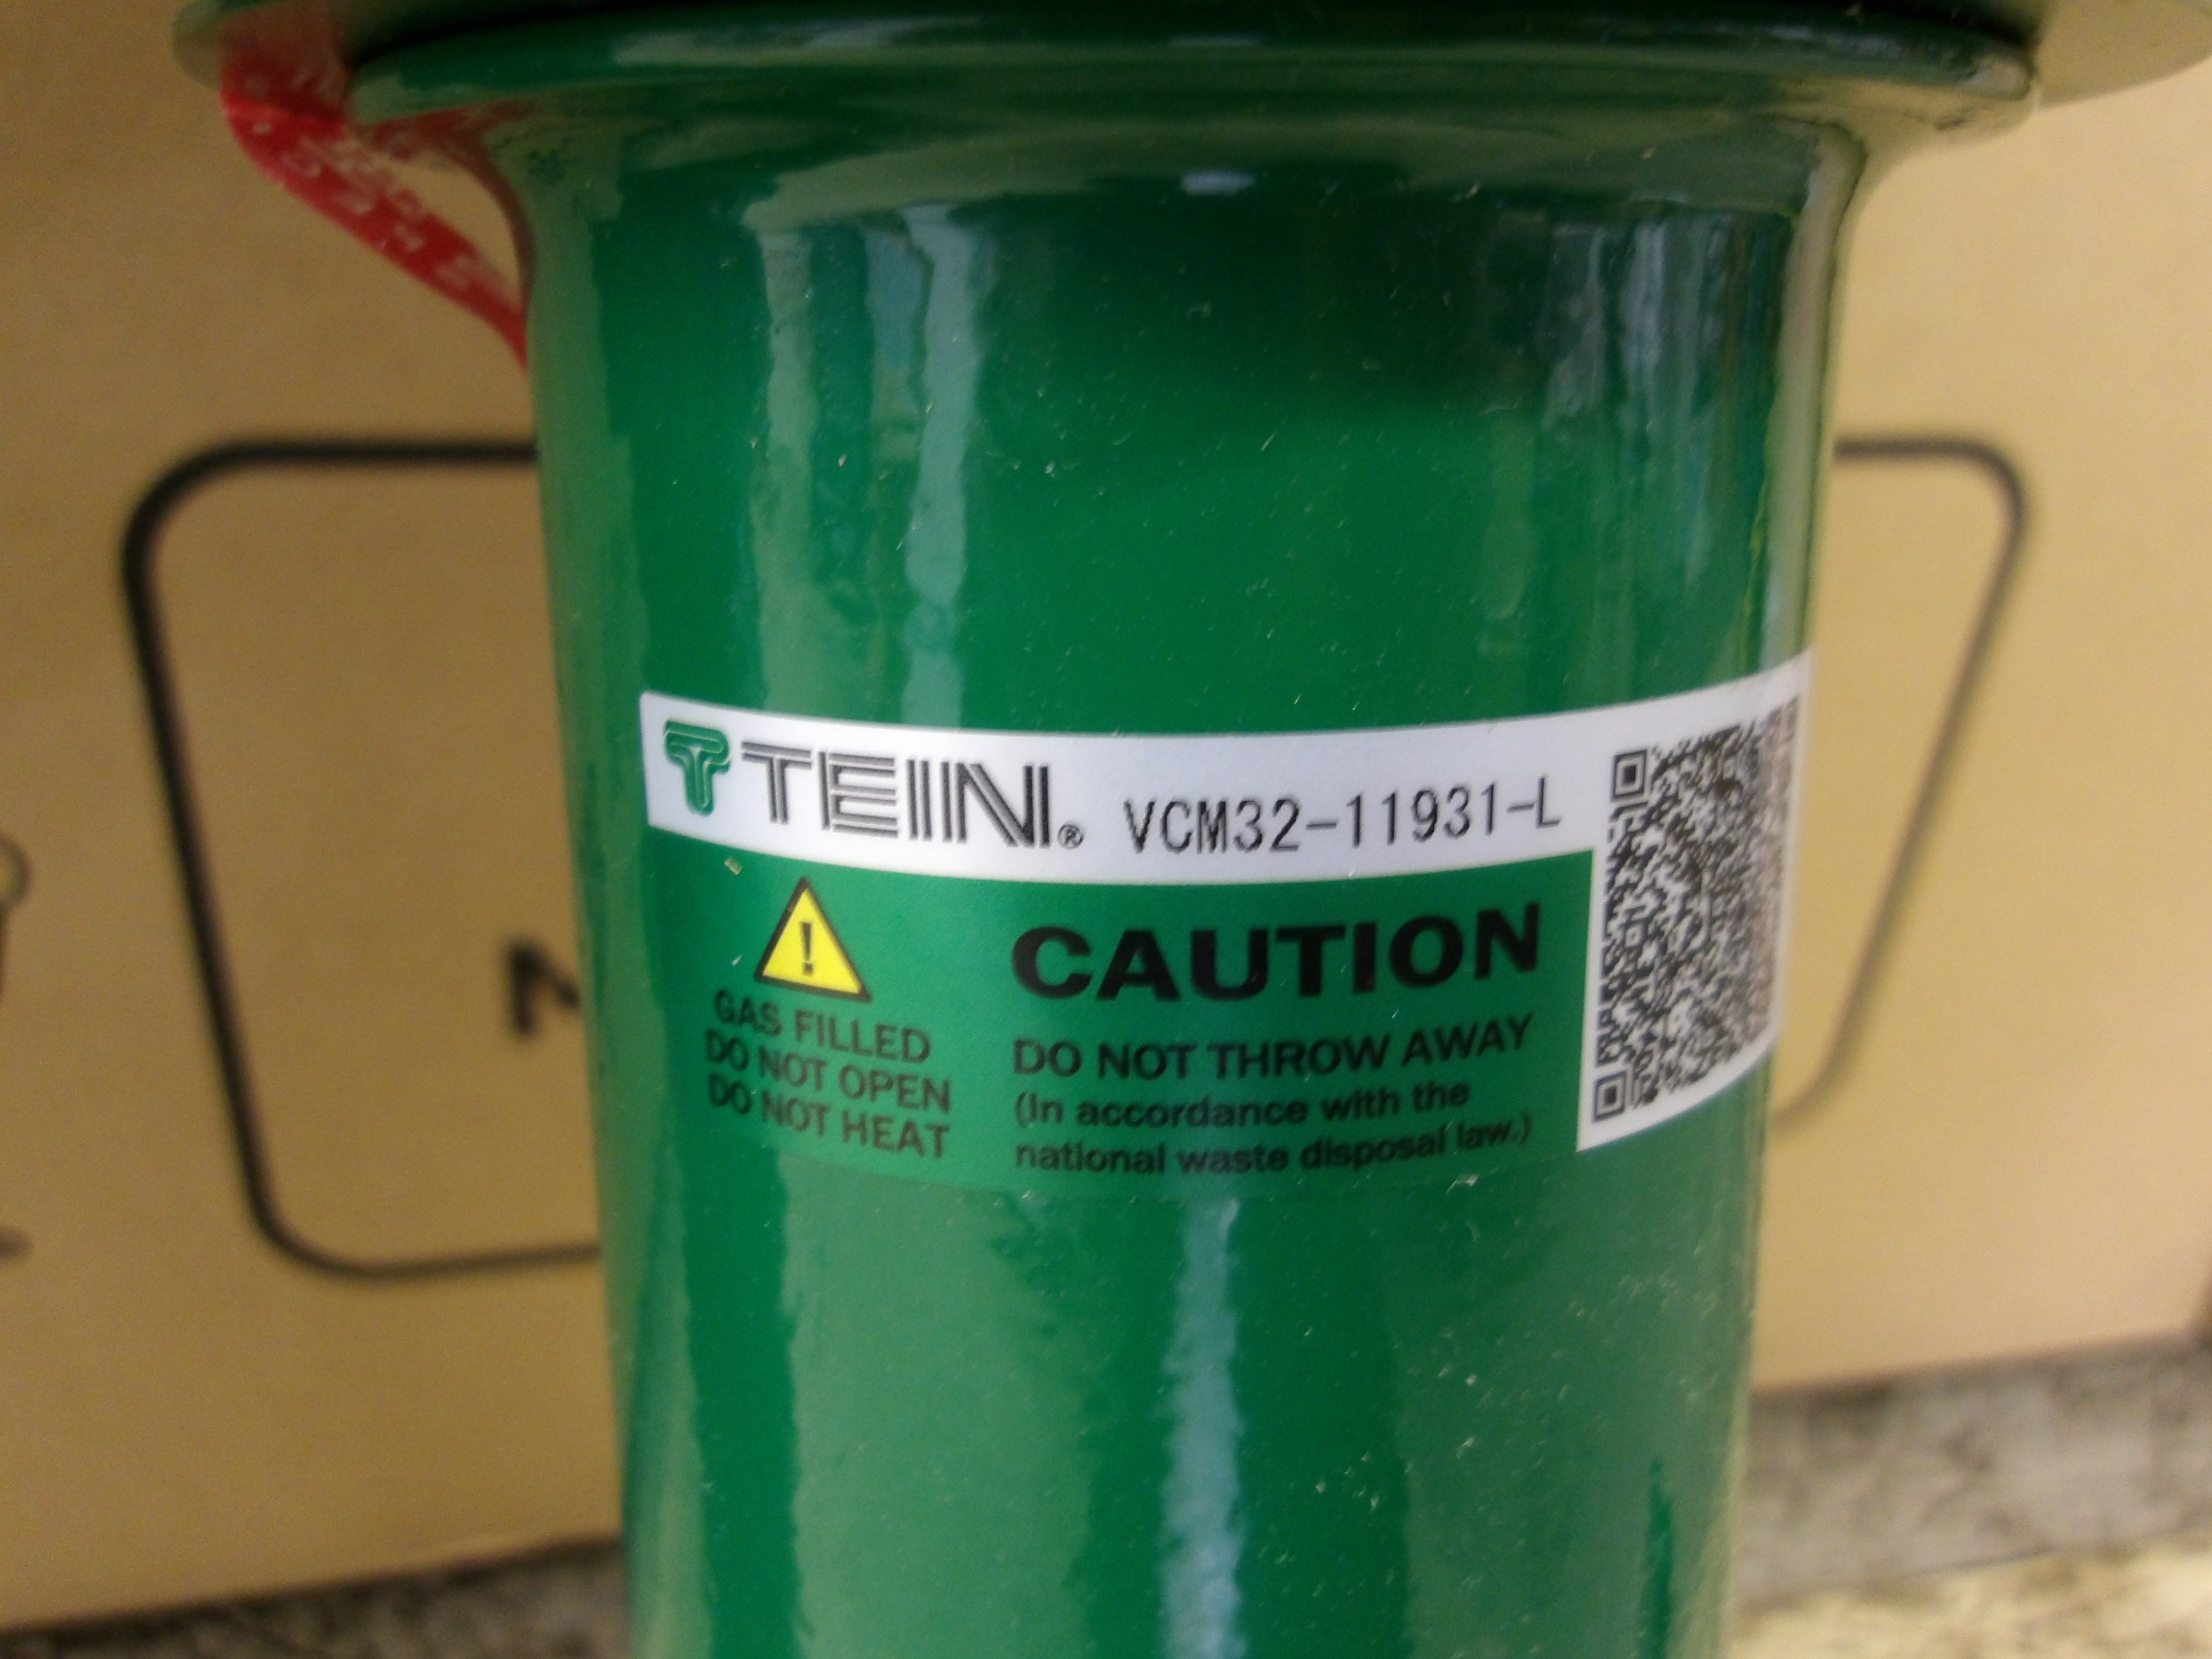 TEIN® VCM32-11931-L
CAUTION
GAS FILLED
DO NOT OPEN
DO NOT HEAT
DO NOT THROW AWAY
(In accordance with the
national waste disposal law.)